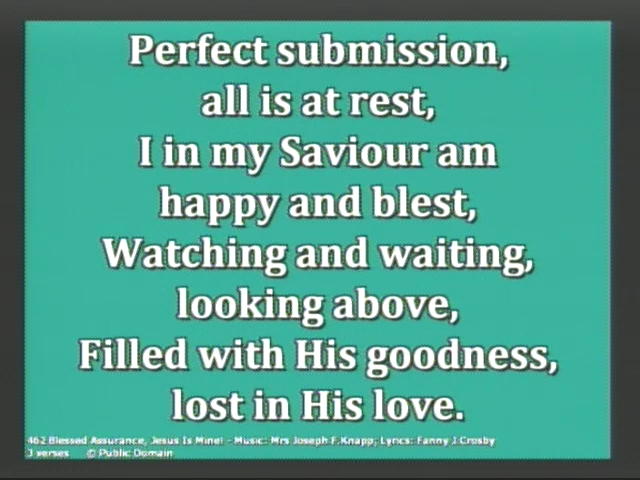 Perfect submission,
all is at rest,
I in my Saviour am
happy and blest,
Watching and waiting,
looking above,
Filled with His goodness,
lost in His love.
462 Blessed Assurance, Jesus Is Mine! - Music: Mrs Joseph F.Knapp; Lyrics: Fanny J.Crosby
3 verses © Public Domain